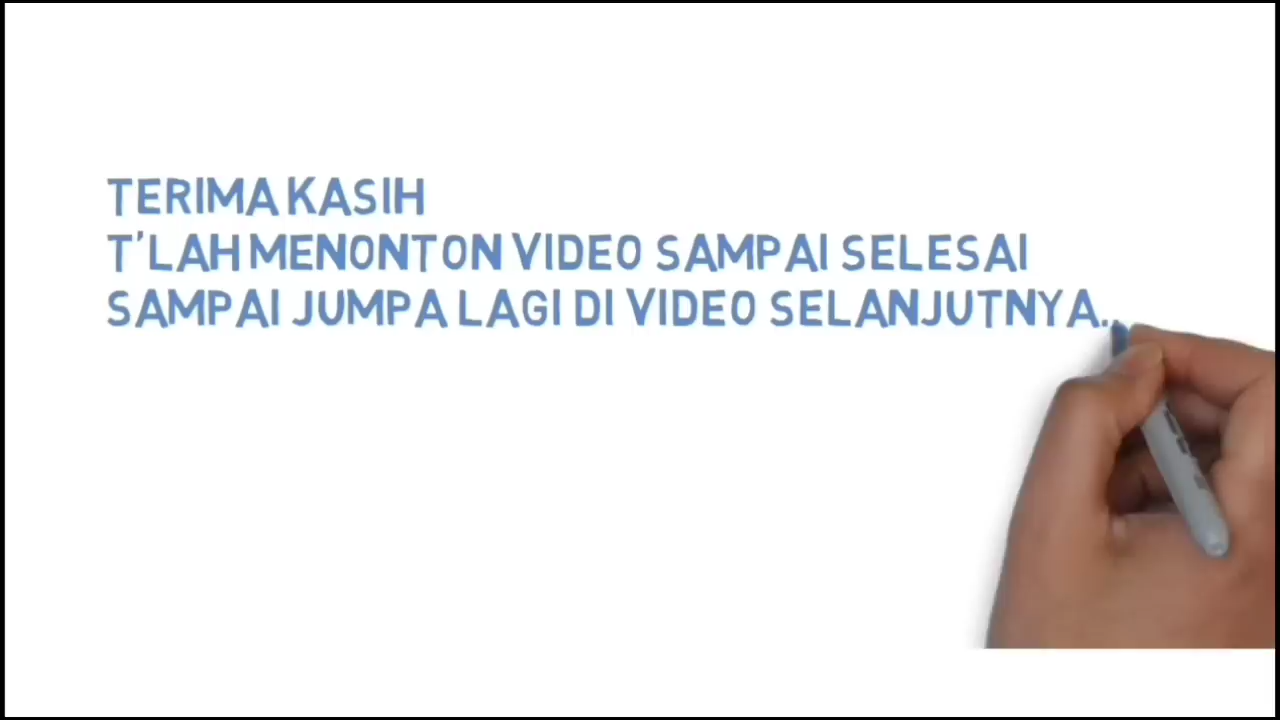 TERIMA KASIH
T'LAH MENONTON VIDEO SAMPAI SELESAI
SAMPAI JUMPA LAGI DI VIDEO SELANJUTNYA..